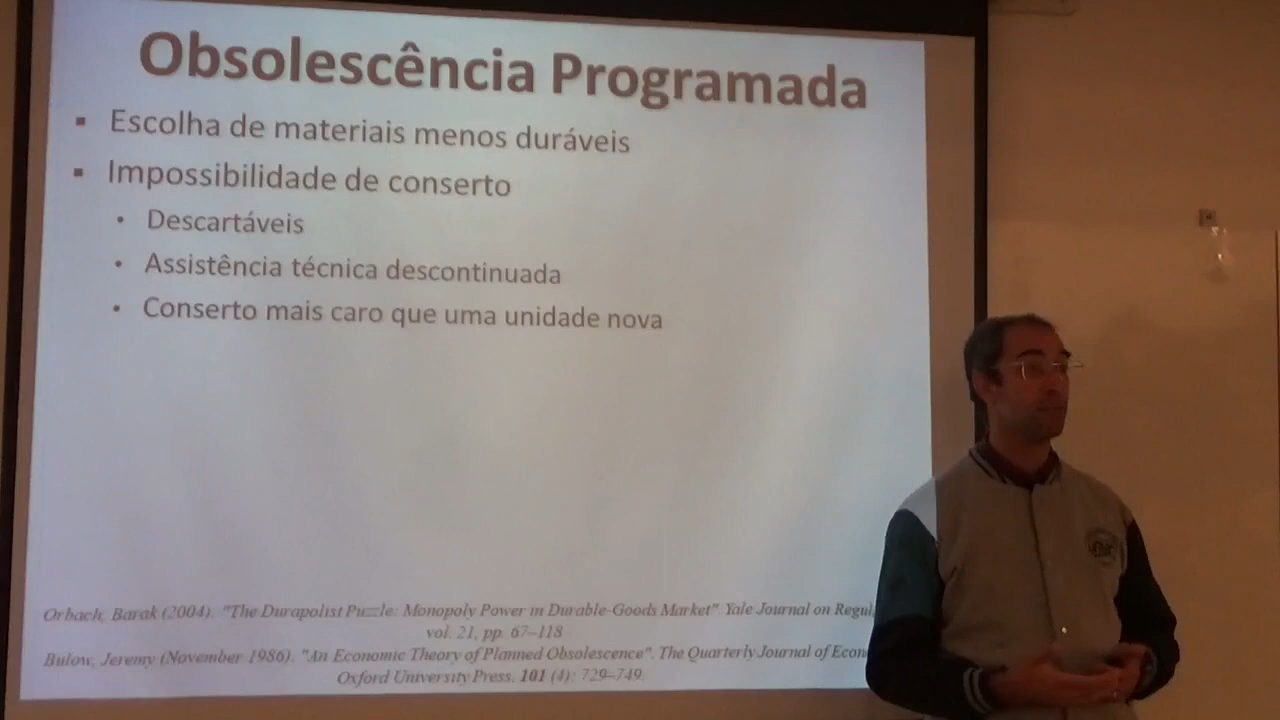 Obsolescência Programada
Escolha de materiais menos duráveis
Impossibilidade de conserto
Descartáveis
Assistência técnica descontinuada
Conserto mais caro que uma unidade nova
Orbach, Barak (2004). "The Durapolist Puzzle: Monopoly Power in Durable-Goods Market". Yale Journal on
vol. 21, pp. 67–118
Bulow, Jeremy (November 1986). "An Economic Theory of Planned Obsolescence". The Quarterly Journal of
Oxford University Press. 101 (4): 729–749.